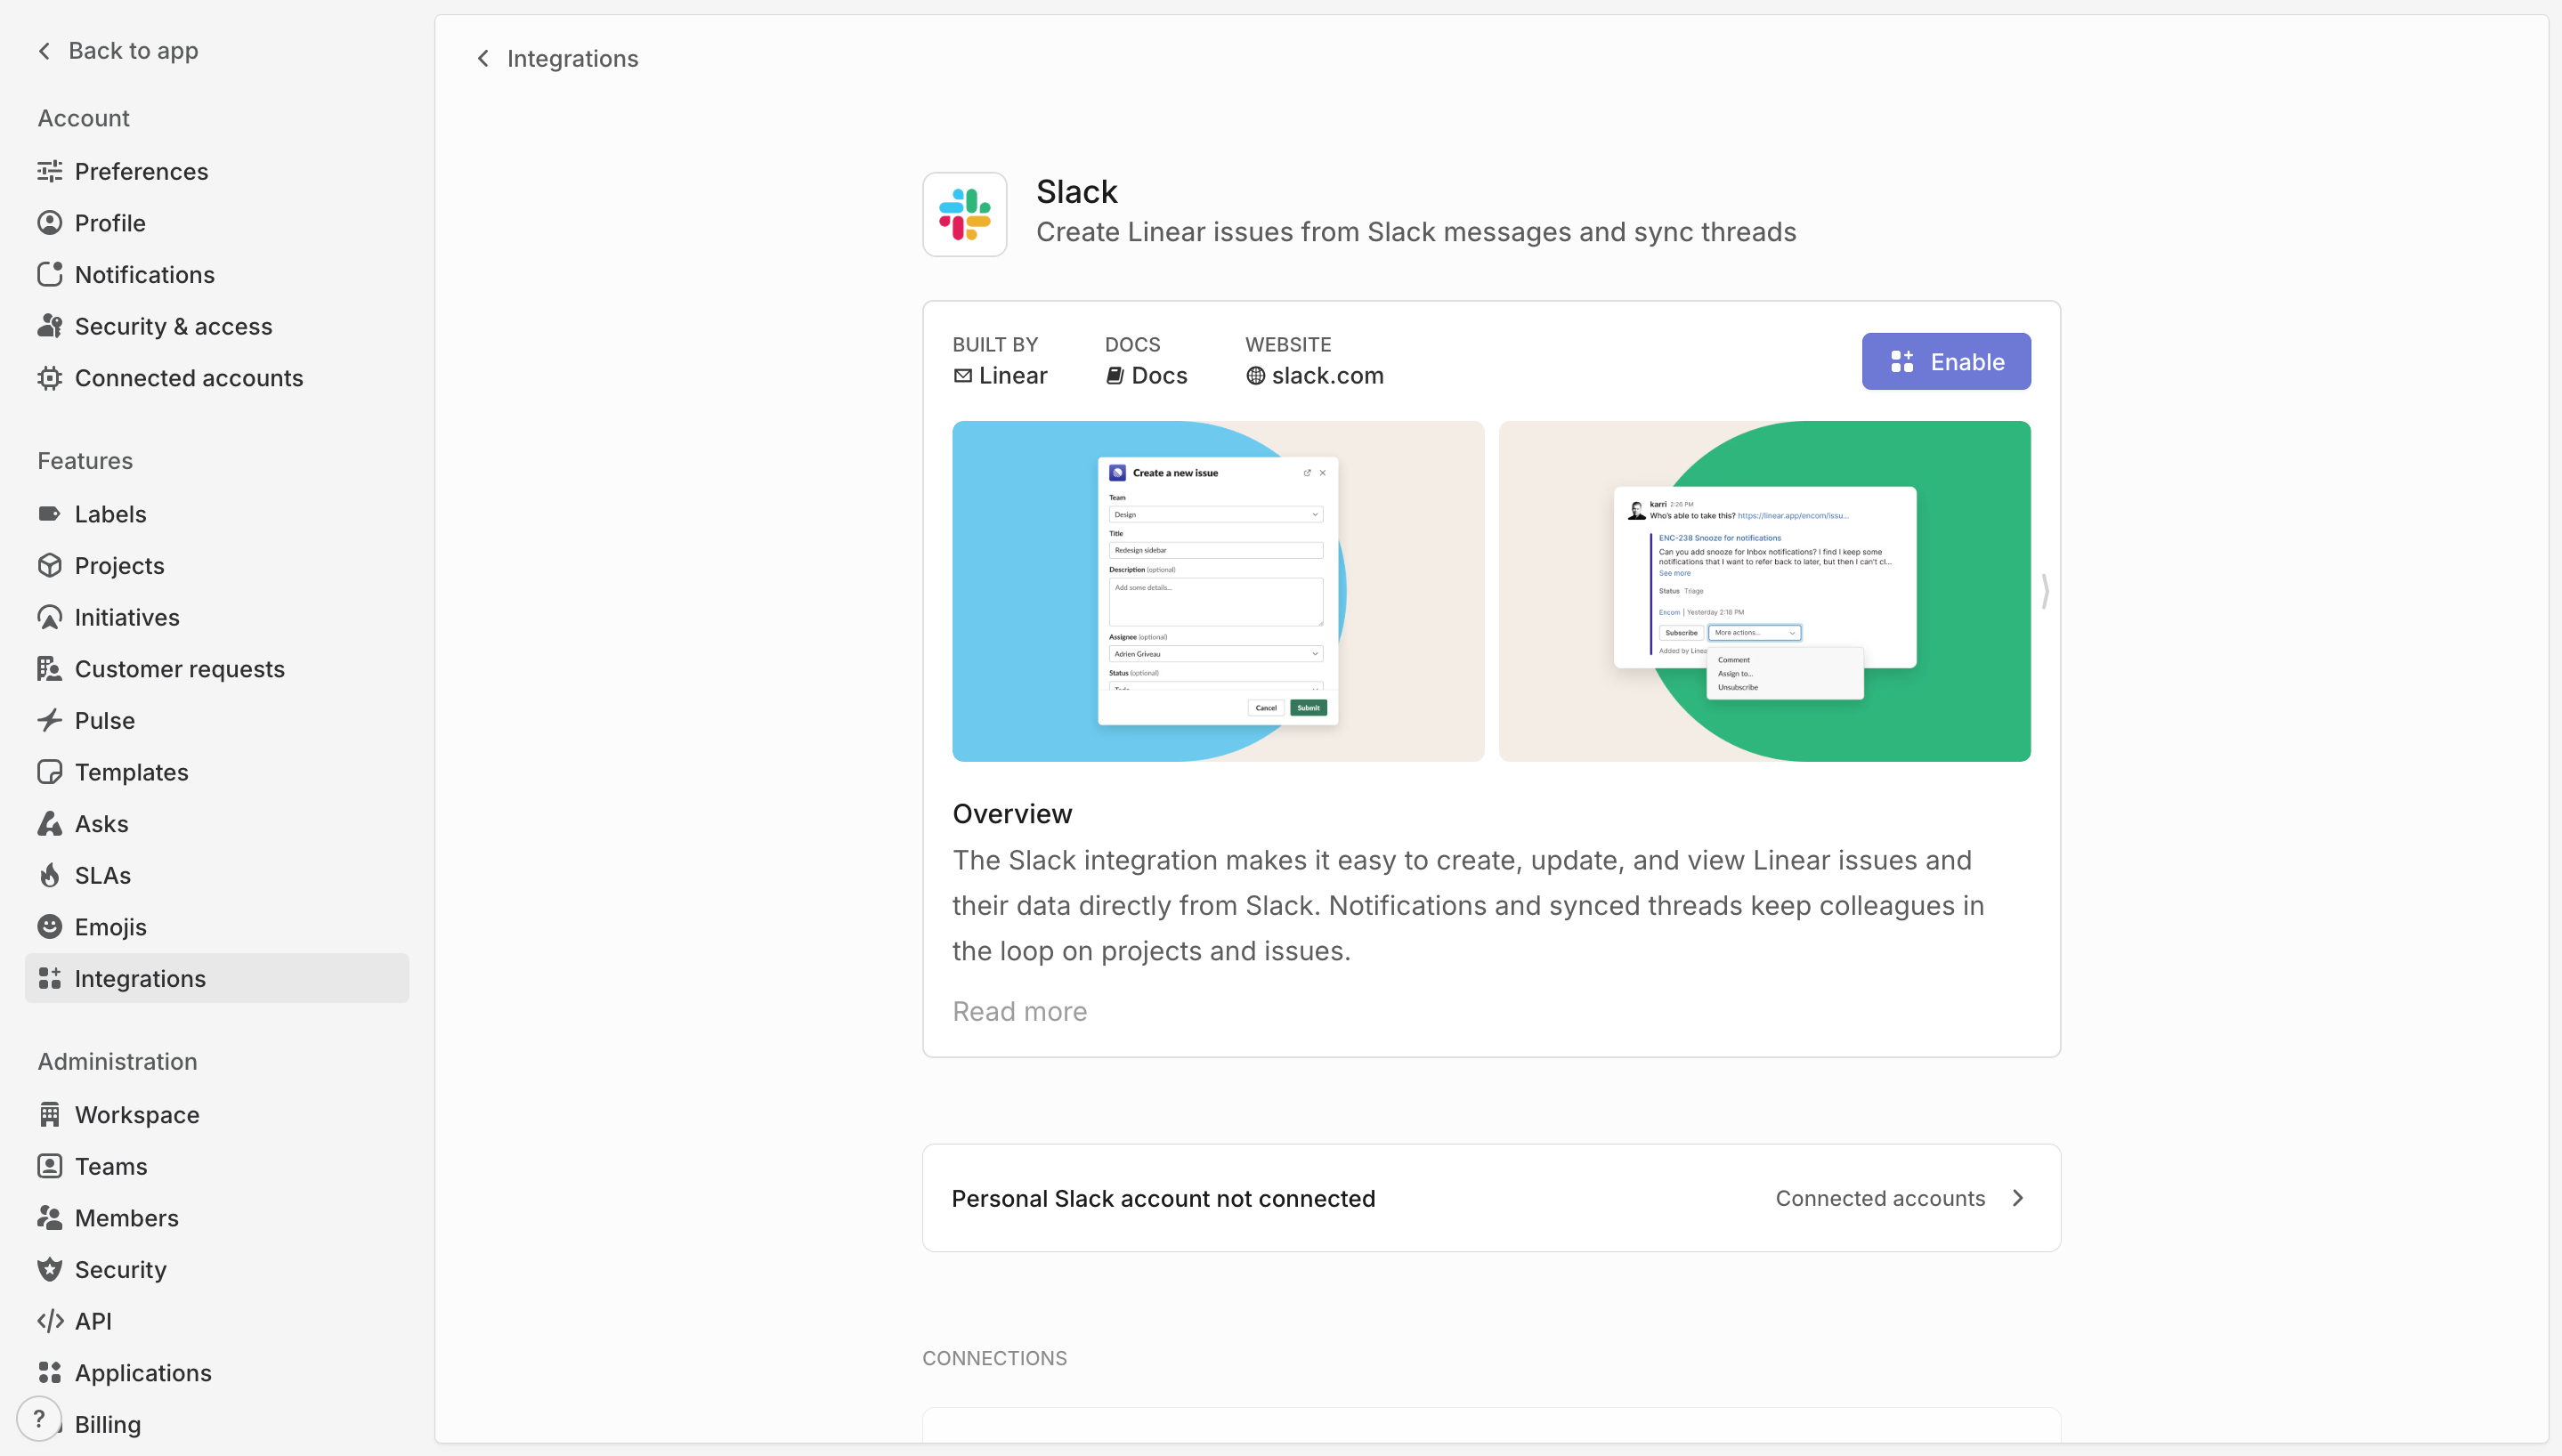 Back to app
Account
Preferences
Profile
Notifications
Security & access
Connected accounts
Features
Labels
Projects
Initiatives
Customer requests
Pulse
Templates
Asks
SLAs
Emojis
Integrations
Administration
Workspace
Teams
Members
Security
API
Applications
Billing
?
Integrations
Slack
Create Linear issues from Slack messages and sync threads
BUILT BY
Linear
DOCS
Docs
WEBSITE
slack.com
Enable
Create a new issue
Team
Design
Title
Redesign sidebar
Description (optional)
Add some details...
Assignee (optional)
Adrien Griveau
Status (optional)
Cancel
Submit
karri 2:26 PM
Who's able to take this? https://linear.app/encom/issu...
ENC-238 Snooze for notifications
Can you add snooze for Inbox notifications? I find I keep some
notifications that I want to refer back to later, but then I can't cl...
See more
Status Triage
Encom | Yesterday 2:18 PM
Subscribe
More actions...
Added by Linea
Comment
Assign to...
Unsubscribe
Overview
The Slack integration makes it easy to create, update, and view Linear issues and
their data directly from Slack. Notifications and synced threads keep colleagues in
the loop on projects and issues.
Read more
Personal Slack account not connected
Connected accounts
CONNECTIONS